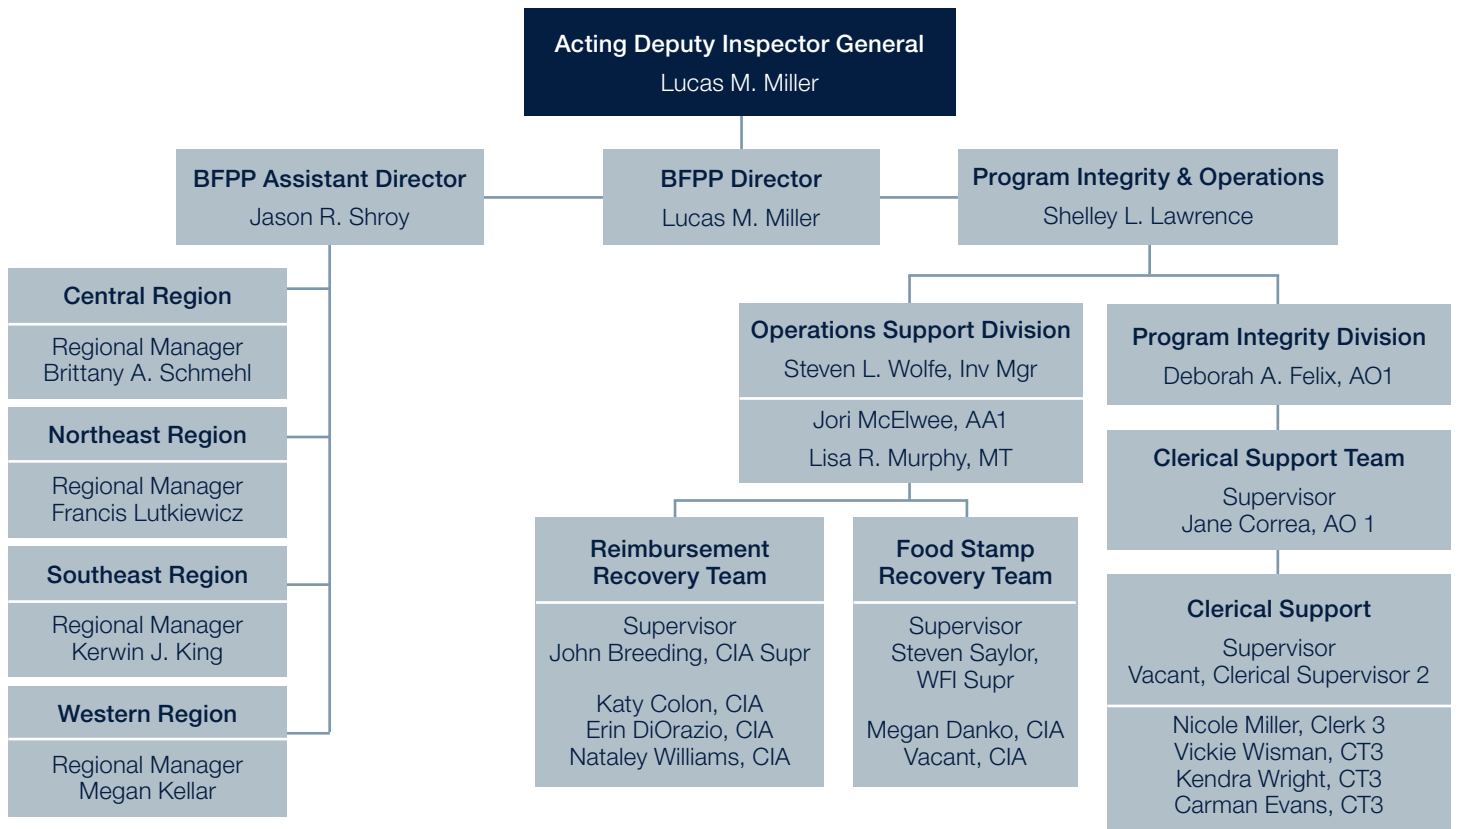 Acting Deputy Inspector General
Lucas M. Miller
BFPP Assistant Director
Jason R. Shroy
BFPP Director
Lucas M. Miller
Program Integrity & Operations
Shelley L. Lawrence
Central Region
Regional Manager
Brittany A. Schmehl
Northeast Region
Regional Manager
Francis Lutkiewicz
Southeast Region
Regional Manager
Kerwin J. King
Western Region
Regional Manager
Megan Kellar
Operations Support Division
Steven L. Wolfe, Inv Mgr
Jori McElwee, AA1
Lisa R. Murphy, MT
Reimbursement
Recovery Team
Supervisor
John Breeding, CIA Supr
Katy Colon, CIA
Erin DiOrazio, CIA
Nataley Williams, CIA
Food Stamp
Recovery Team
Supervisor
Steven Saylor,
WFI Supr
Megan Danko, CIA
Vacant, CIA
Program Integrity Division
Deborah A. Felix, AO1
Clerical Support Team
Supervisor
Jane Correa, AO 1
Clerical Support
Supervisor
Vacant, Clerical Supervisor 2
Nicole Miller, Clerk 3
Vickie Wisman, CT3
Kendra Wright, CT3
Carman Evans, CT3